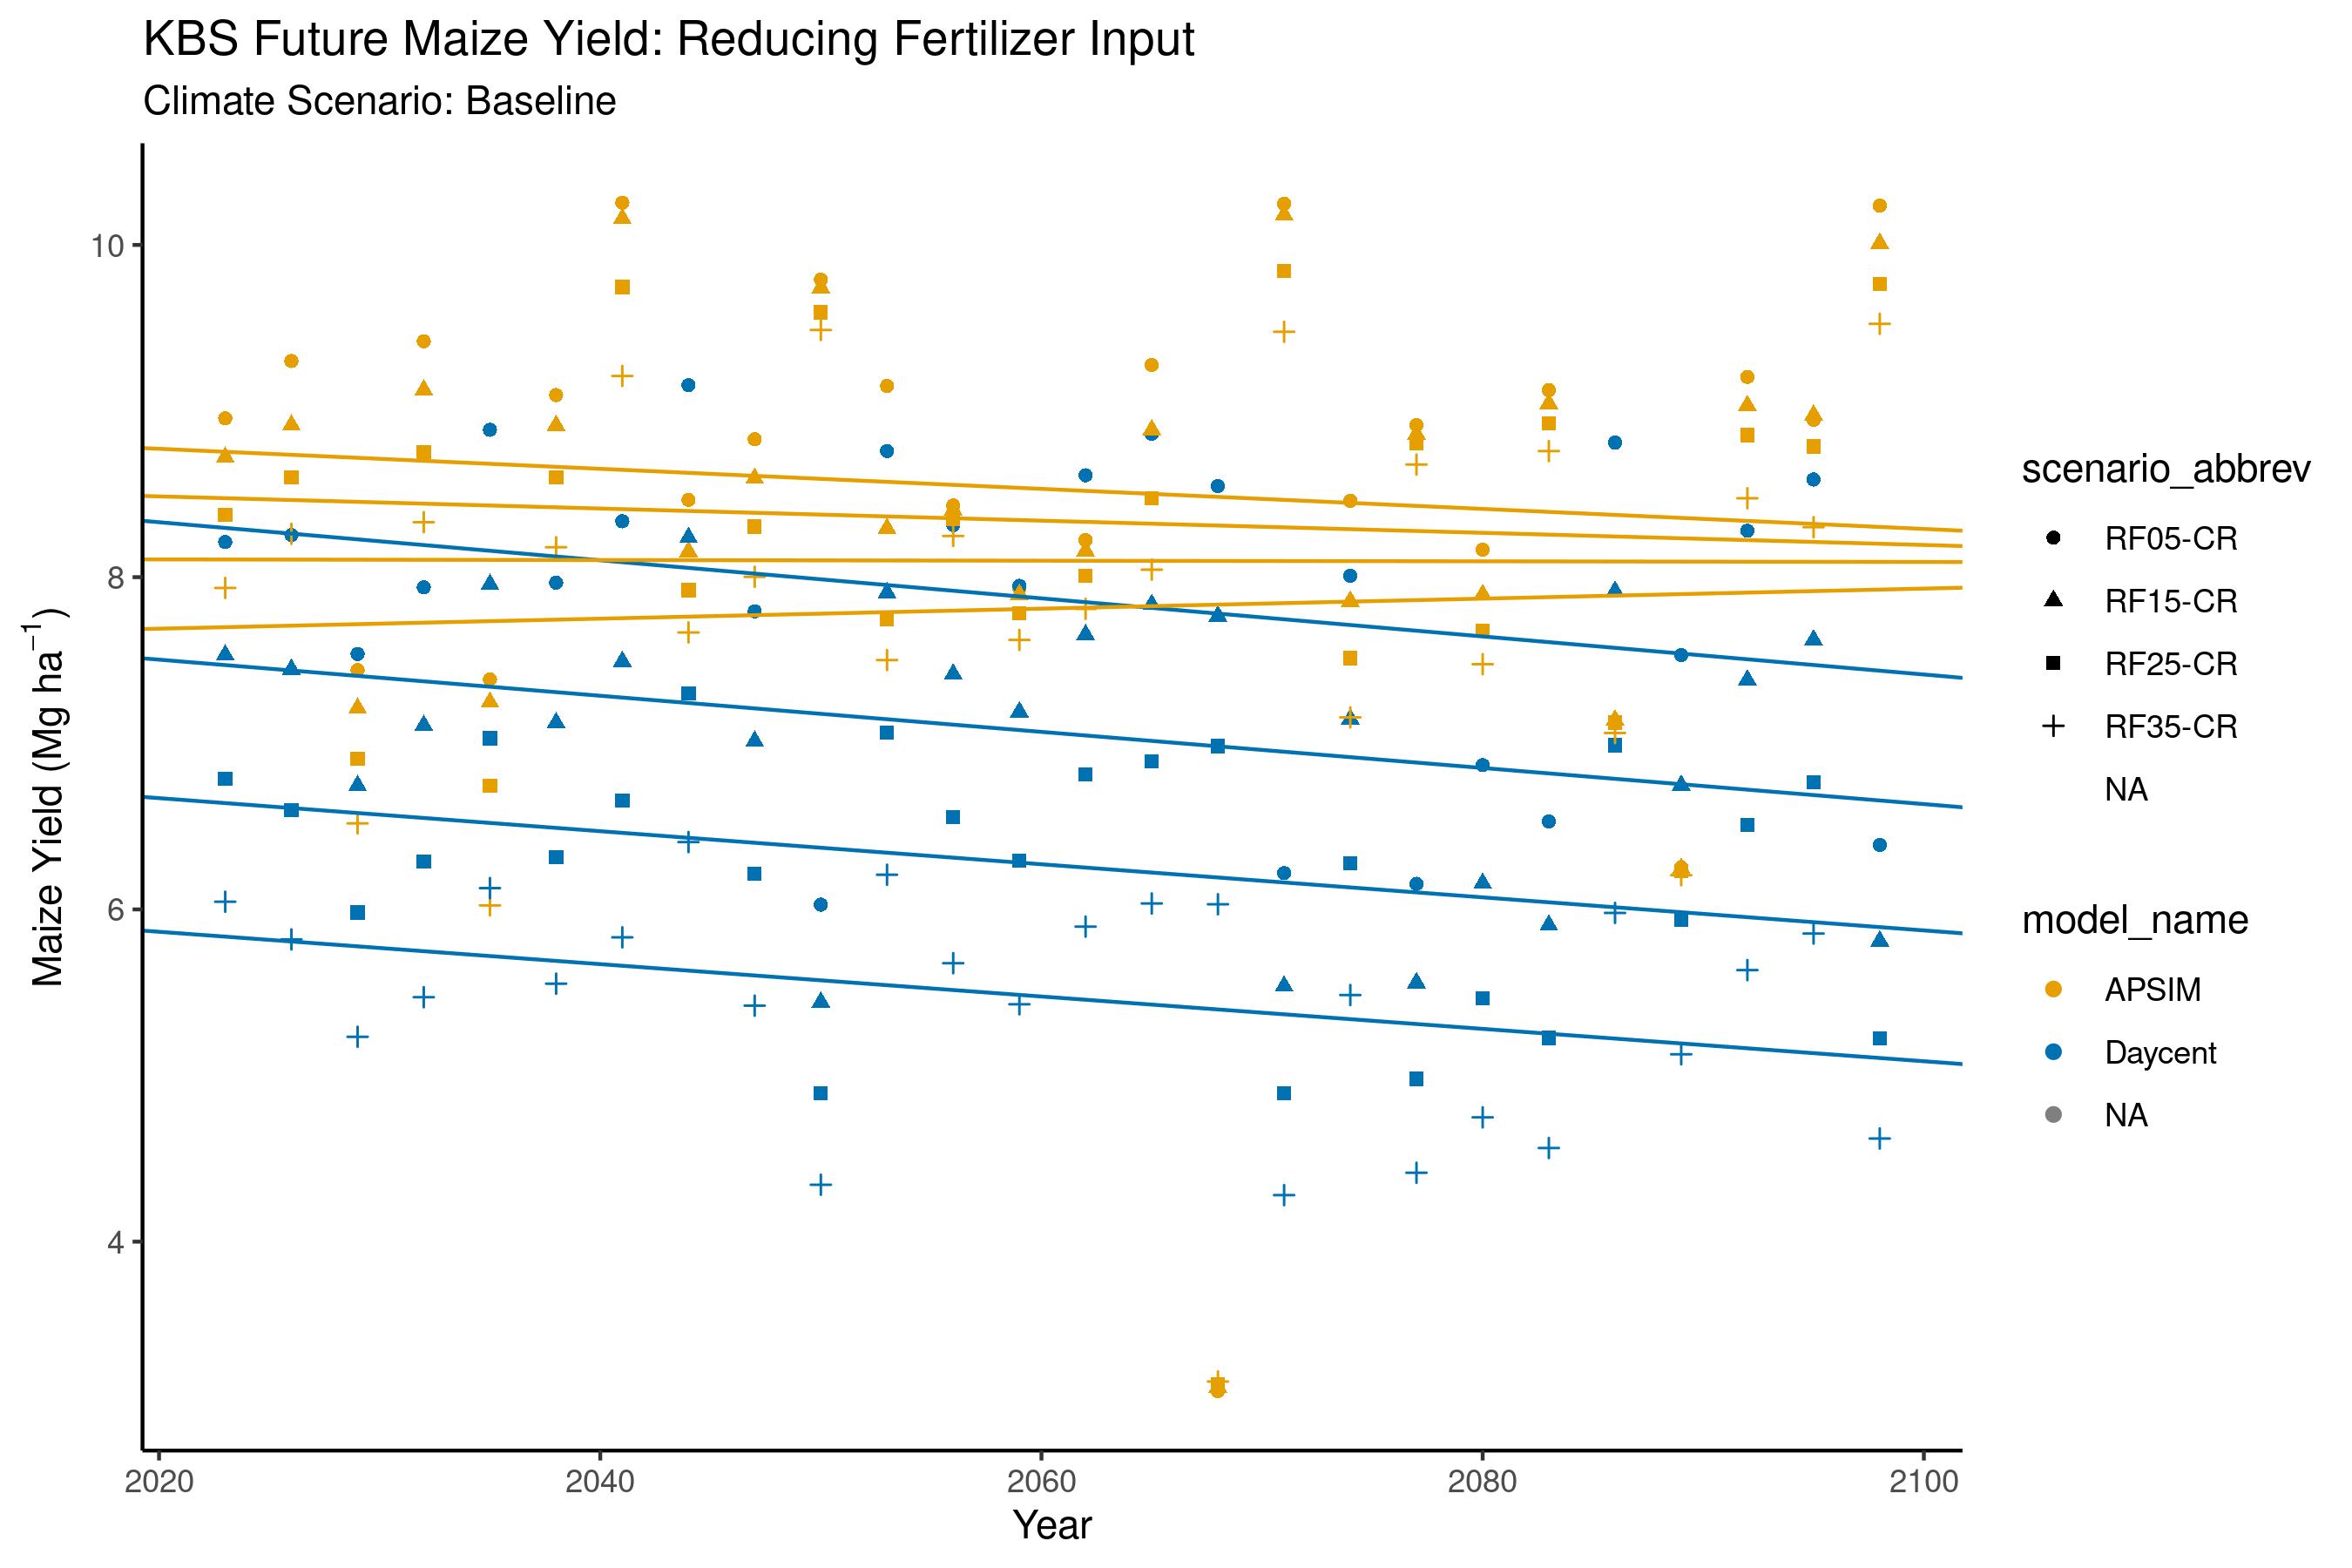 KBS Future Maize Yield: Reducing Fertilizer Input
Climate Scenario: Baseline
Maize Yield (Mg ha⁻¹)
10
8
6
4
2020
2040
2060
2080
2100
Year
scenario_abbrev
RF05-CR
RF15-CR
RF25-CR
RF35-CR
NA
model_name
APSIM
Daycent
NA